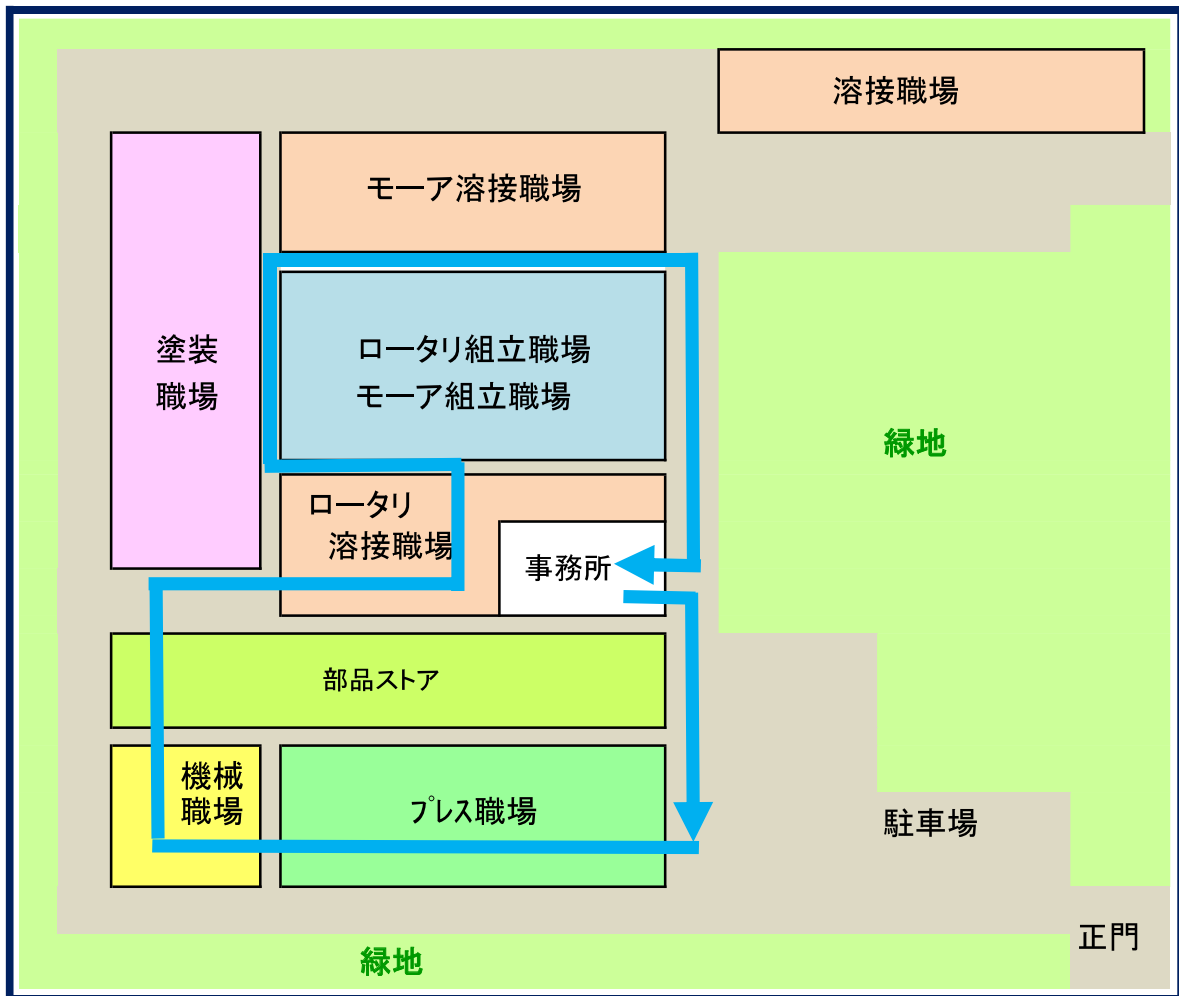 溶接職場
モーア溶接職場
塗装
職場
ロータリ組立職場
モーア組立職場
緑地
ロータリ
溶接職場
事務所
部品ストア
機械
職場
プレス職場
駐車場
正門
緑地